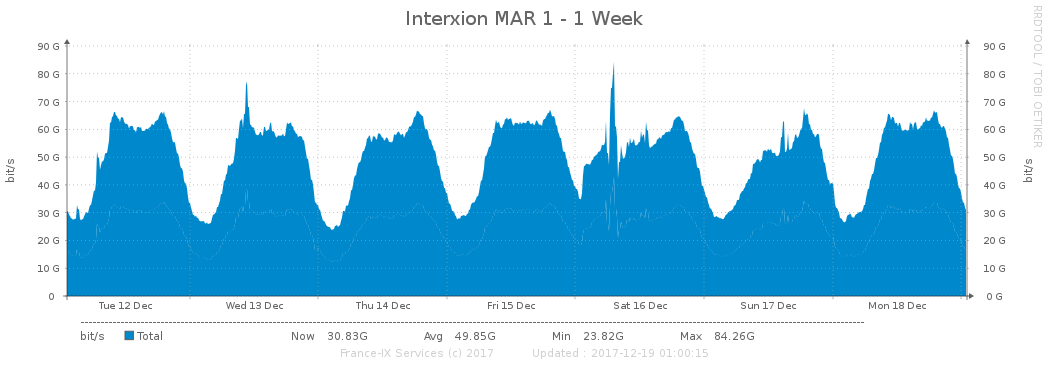 Interxion MAR 1 - 1 Week
RRDTOOL / TOBI OETIKER
90 G 90 G
80 G 80 G
70 G 70 G
60 G 60 G
50 G 50 G
40 G 40 G
30 G 30 G
20 G 20 G
10 G 10 G
0 0 G
bit/s bit/s
Tue 12 Dec Wed 13 Dec Thu 14 Dec Fri 15 Dec Sat 16 Dec Sun 17 Dec Mon 18 Dec
bit/s Total Now 30.83G Avg 49.85G Min 23.82G Max 84.26G
France-IX Services (c) 2017 Updated : 2017-12-19 01:00:15